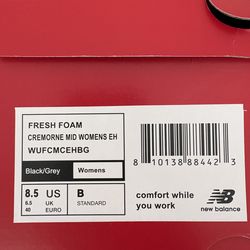 FRESH FOAM
CREMORNE MID WOMENS EH
WUFCMCEHBG
Black/Grey Womens
8.5 US B
6.5 UK STANDARD
40 EURO
8 10138 88442 3
comfort while
you work
NB
new balance